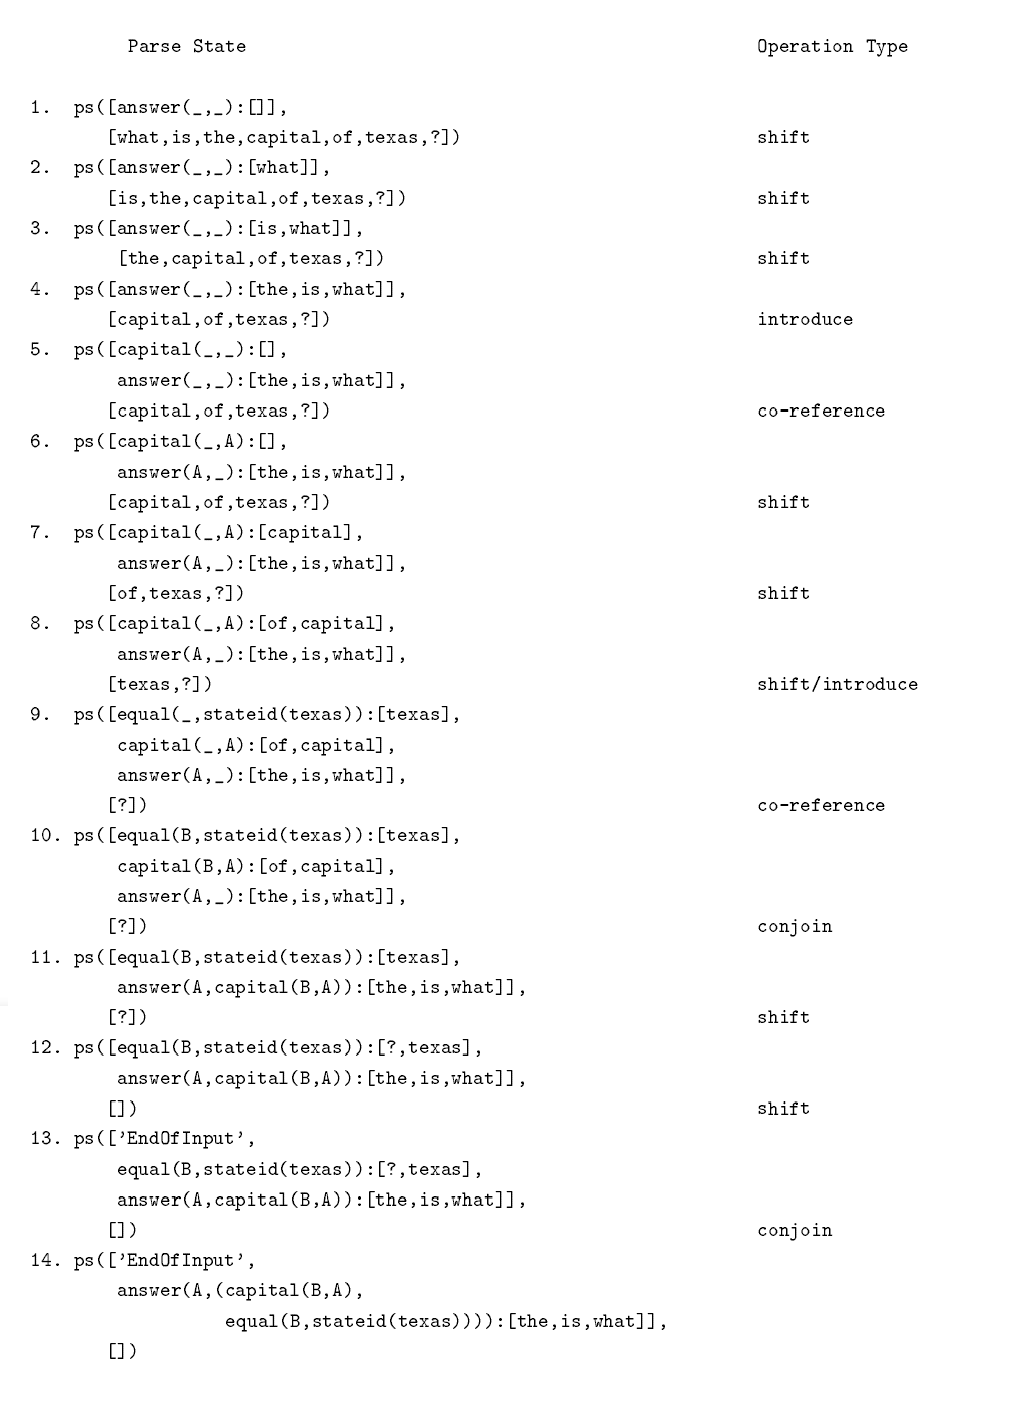 Parse State Operation Type
1. ps([answer(_,_):[]],
[what,is,the,capital,of,texas,?]) shift
2. ps([answer(_,_):[what]],
[is,the,capital,of,texas,?]) shift
3. ps([answer(_,_):[is,what]],
[the,capital,of,texas,?]) shift
4. ps([answer(_,_):[the,is,what]],
[capital,of,texas,?]) introduce
5. ps([capital(_,_):[],
answer(_,_):[the,is,what]],
[capital,of,texas,?]) co-reference
6. ps([capital(_,A):[],
answer(A,_):[the,is,what]],
[capital,of,texas,?]) shift
7. ps([capital(_,A):[capital],
answer(A,_):[the,is,what]],
[of,texas,?]) shift
8. ps([capital(_,A):[of,capital],
answer(A,_):[the,is,what]],
[texas,?]) shift/introduce
9. ps([equal(_,stateid(texas)):[texas],
capital(_,A):[of,capital],
answer(A,_):[the,is,what]],
[?]) co-reference
10. ps([equal(B,stateid(texas)):[texas],
capital(B,A):[of,capital],
answer(A,_):[the,is,what]],
[?]) conjoin
11. ps([equal(B,stateid(texas)):[texas],
answer(A,capital(B,A)):[the,is,what]],
[?]) shift
12. ps([equal(B,stateid(texas)):[?,texas],
answer(A,capital(B,A)):[the,is,what]],
[]) shift
13. ps(['EndOfInput',
equal(B,stateid(texas)):[?,texas],
answer(A,capital(B,A)):[the,is,what]],
[]) conjoin
14. ps(['EndOfInput',
answer(A,(capital(B,A),
equal(B,stateid(texas)))):[the,is,what]],
[])